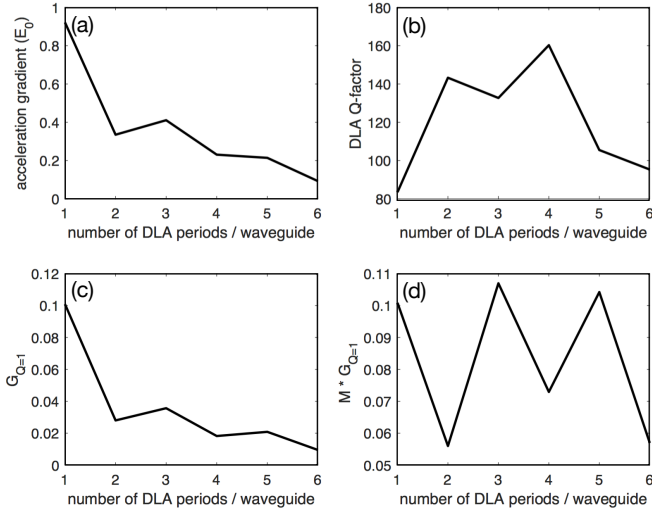 (a)
acceleration gradient (E0)
1
0.8
0.6
0.4
0.2
0
1 2 3 4 5 6
number of DLA periods / waveguide
(b)
DLA Q-factor
180
160
140
120
100
80
1 2 3 4 5 6
number of DLA periods / waveguide
(c)
GQ=1
0.12
0.1
0.08
0.06
0.04
0.02
0
1 2 3 4 5 6
number of DLA periods / waveguide
(d)
M * GQ=1
0.11
0.1
0.09
0.08
0.07
0.06
0.05
1 2 3 4 5 6
number of DLA periods / waveguide